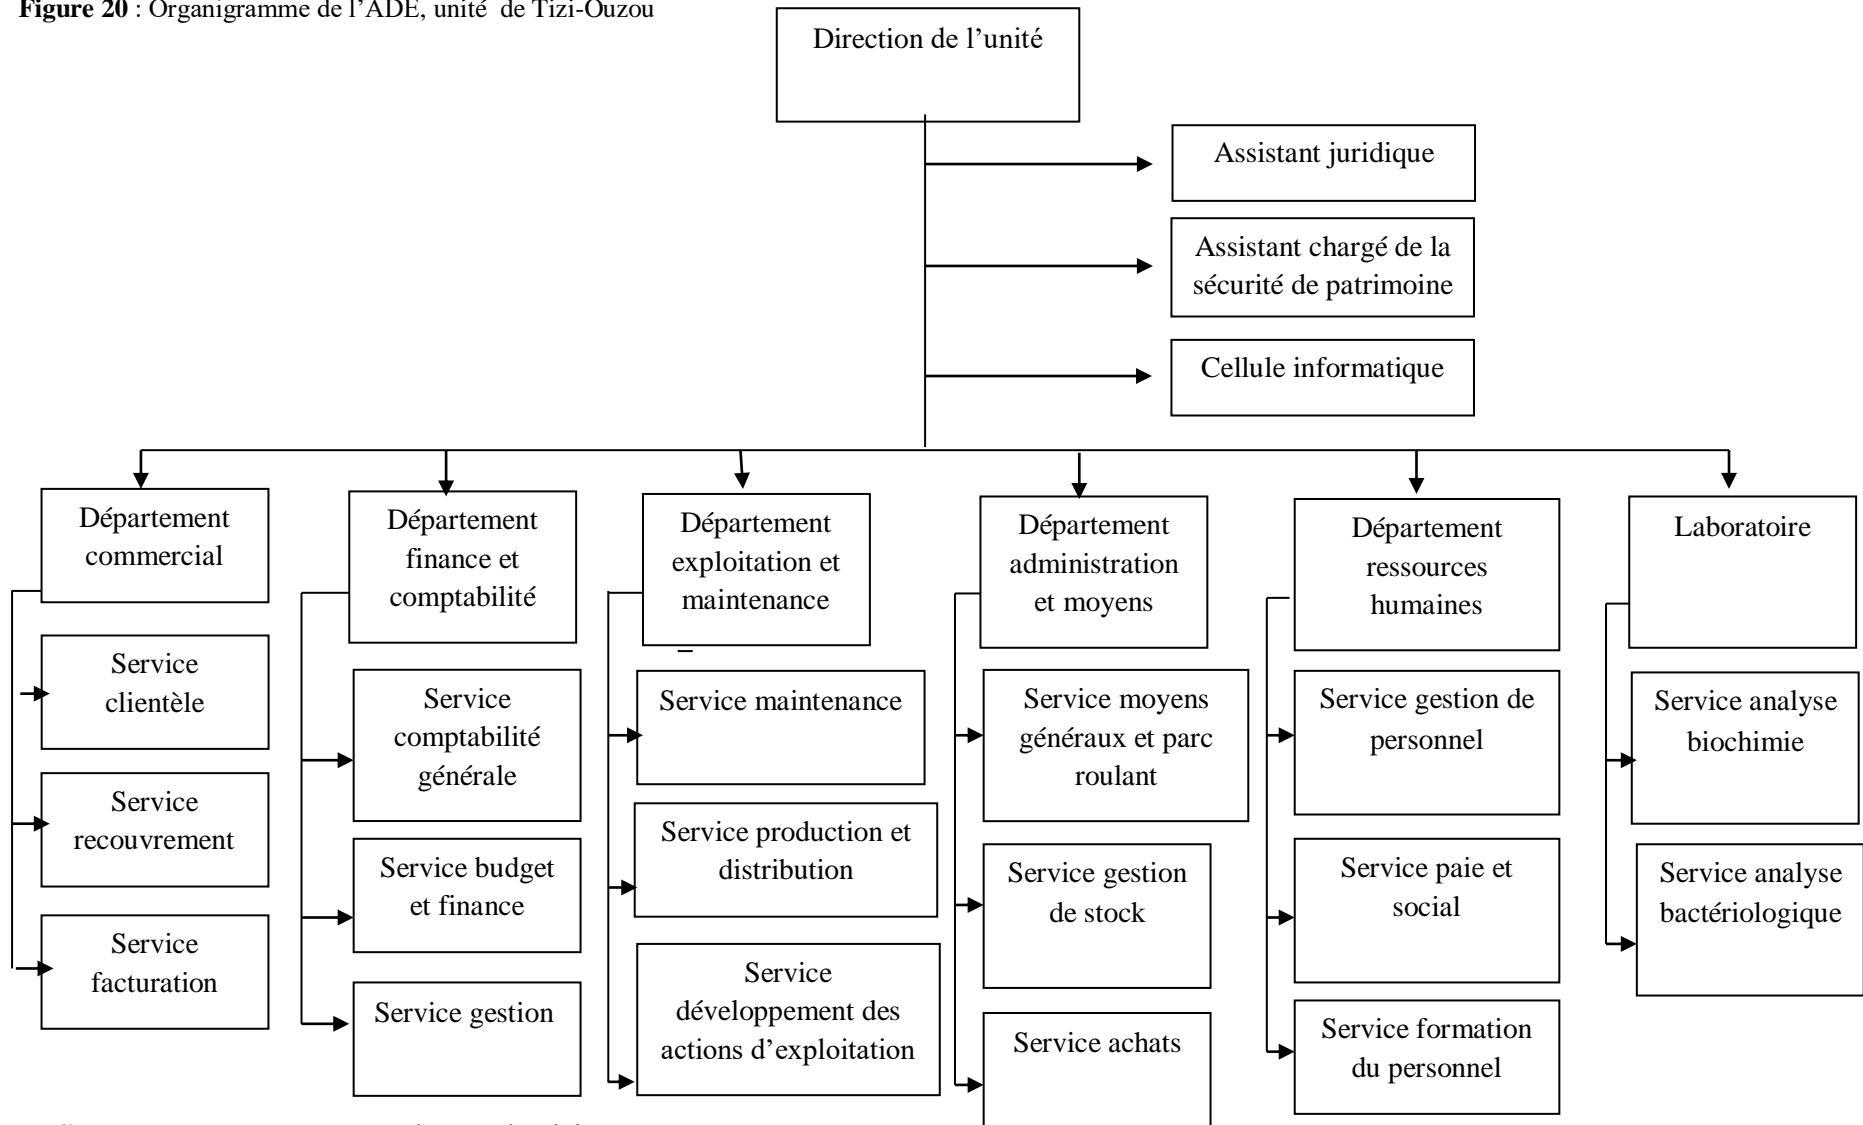 Figure 20 : Organigramme de l’ADE, unité de Tizi-Ouzou
Direction de l’unité
Assistant juridique
Assistant chargé de la
sécurité de patrimoine
Cellule informatique
Département
commercial
Service
clientèle
Service
recouvrement
Service
facturation
Département
finance et
comptabilité
Service
comptabilité
générale
Service budget
et finance
Service gestion
Département
exploitation et
maintenance
Service maintenance
Service production et
distribution
Service
développement des
actions d’exploitation
Département
administration
et moyens
Service moyens
généraux et parc
roulant
Service gestion
de stock
Service achats
Département
ressources
humaines
Service gestion de
personnel
Service paie et
social
Service formation
du personnel
Laboratoire
Service analyse
biochimie
Service analyse
bactériologique